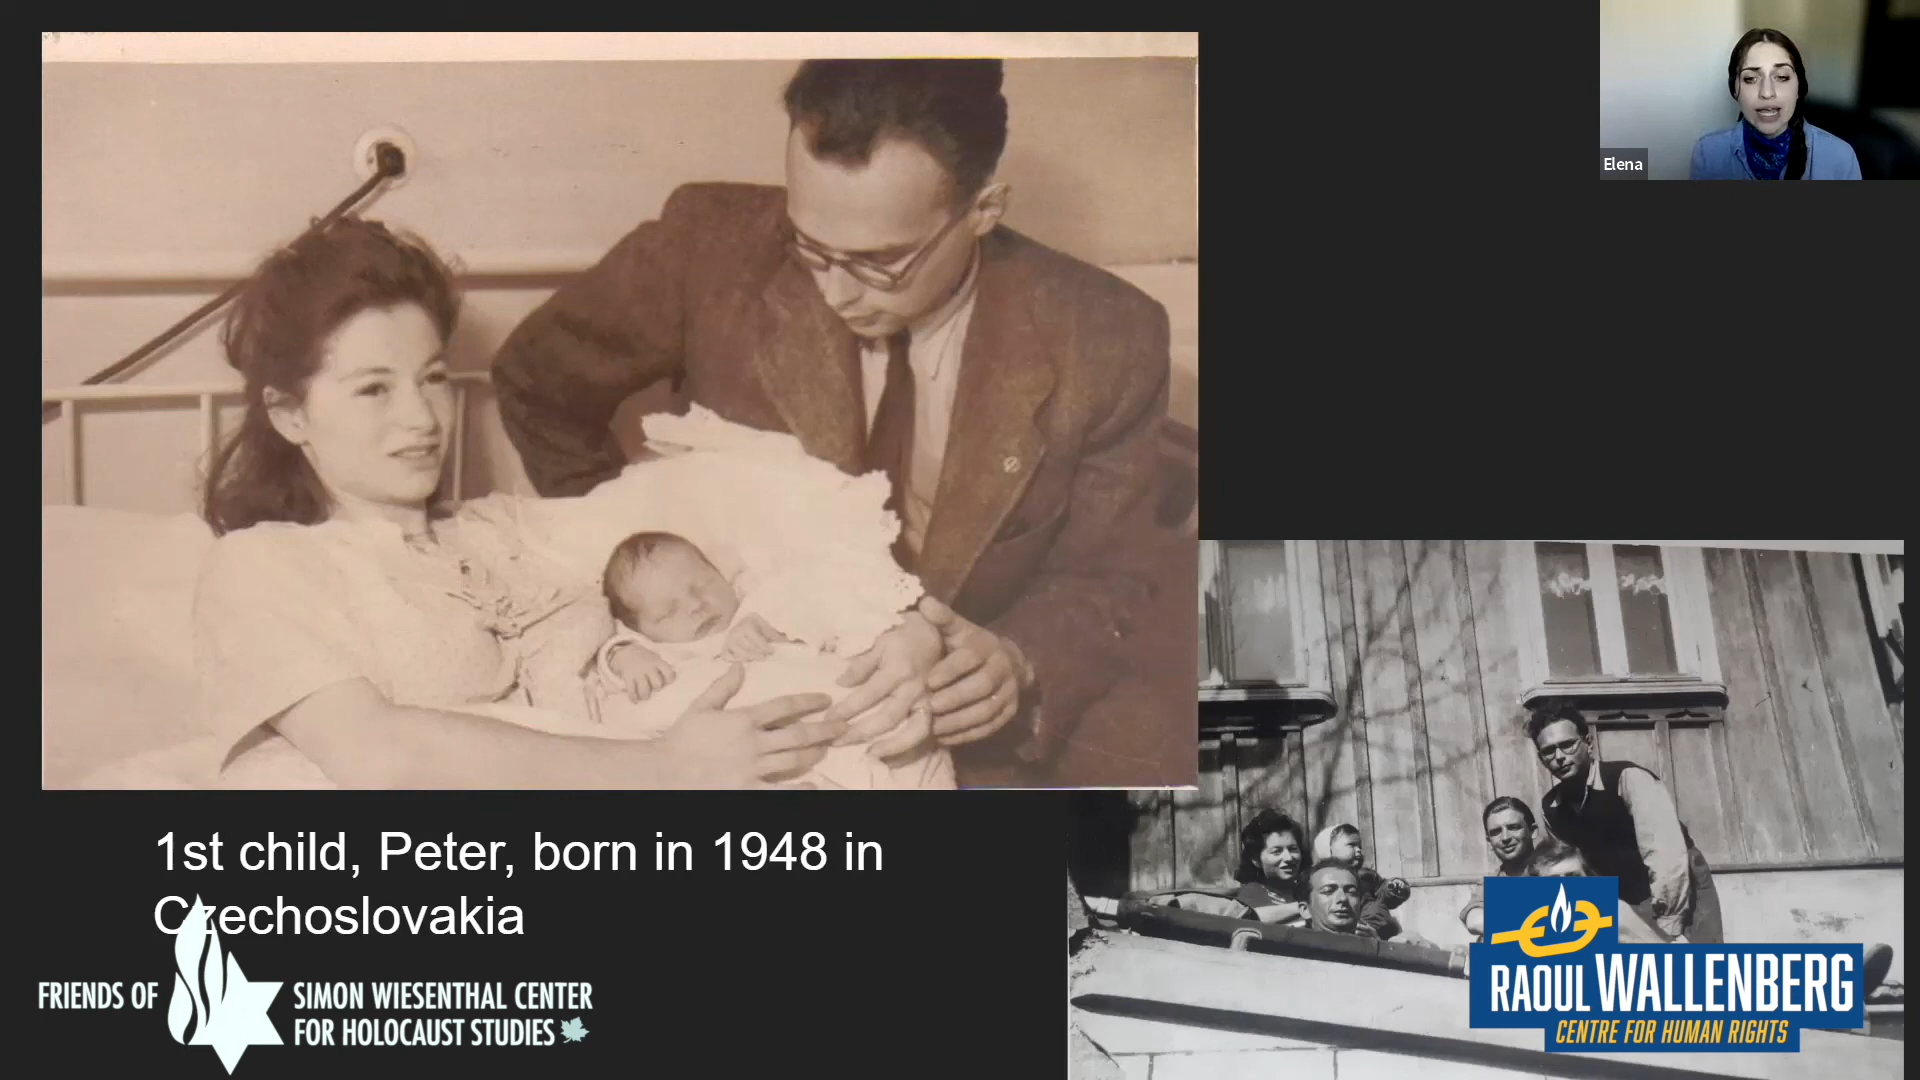 Elena
1st child, Peter, born in 1948 in
Czechoslovakia
FRIENDS OF
SIMON WIESENTHAL CENTER
FOR HOLOCAUST STUDIES
RAOUL WALLENBERG
CENTRE FOR HUMAN RIGHTS